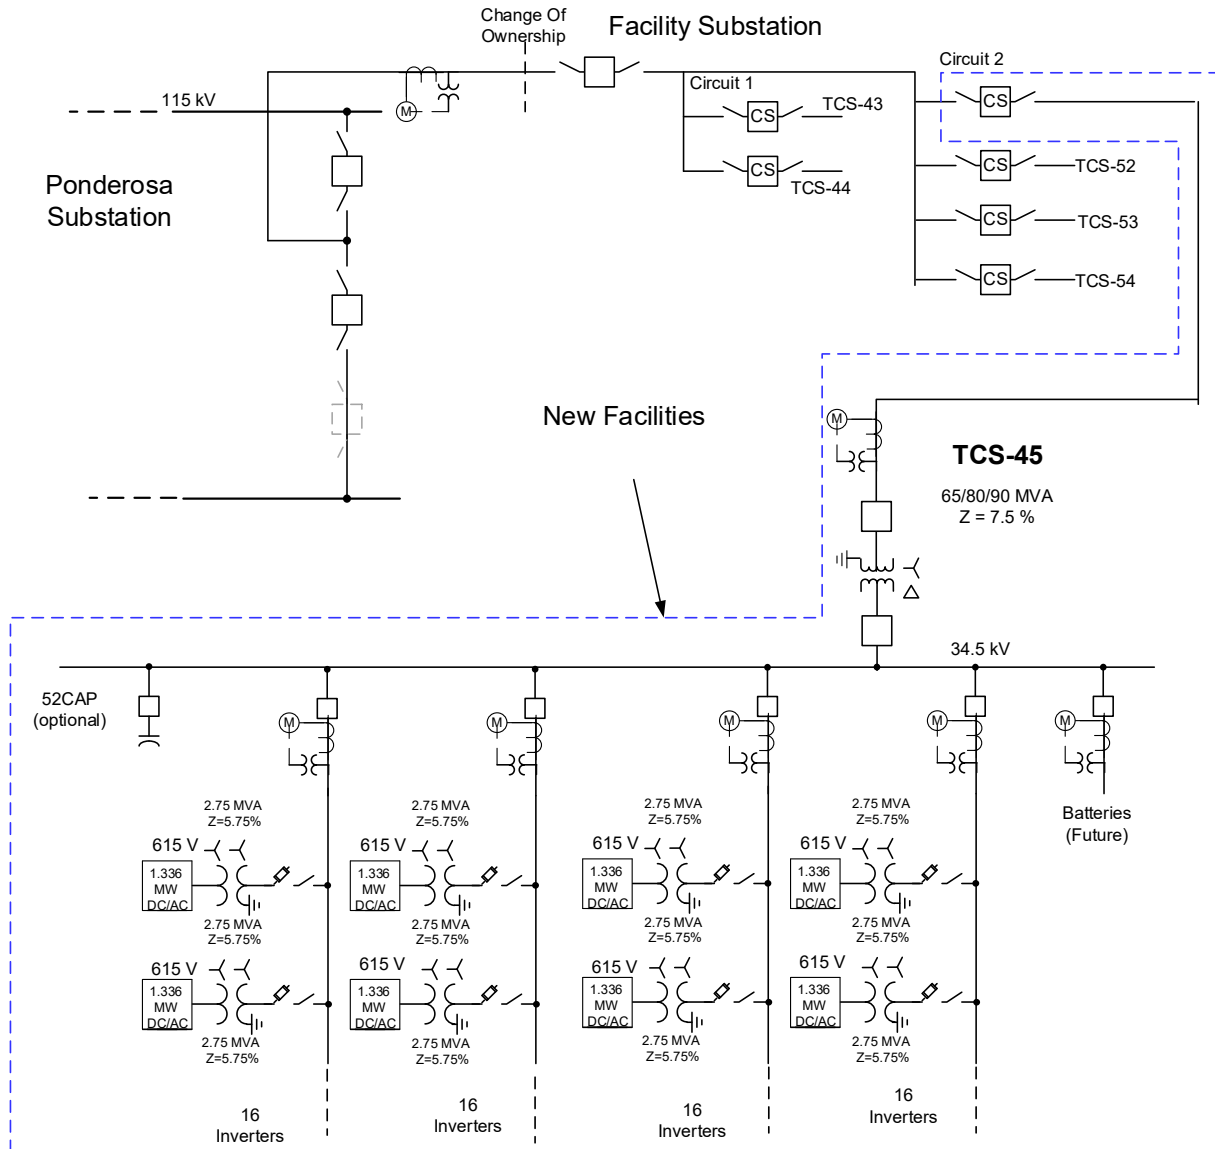 Change Of
Ownership
Facility Substation
Circuit 2
Circuit 1
115 kV
M
CS
TCS-43
CS
CS
TCS-44
CS
TCS-52
Ponderosa
Substation
CS
TCS-53
CS
TCS-54
New Facilities
M
TCS-45
65/80/90 MVA
Z = 7.5 %
34.5 kV
52CAP
(optional)
M
M
M
M
M
Batteries
(Future)
2.75 MVA
Z=5.75%
2.75 MVA
Z=5.75%
2.75 MVA
Z=5.75%
2.75 MVA
Z=5.75%
615 V
615 V
615 V
615 V
1.336
MW
DC/AC
1.336
MW
DC/AC
1.336
MW
DC/AC
1.336
MW
DC/AC
2.75 MVA
Z=5.75%
2.75 MVA
Z=5.75%
2.75 MVA
Z=5.75%
2.75 MVA
Z=5.75%
615 V
615 V
615 V
615 V
1.336
MW
DC/AC
1.336
MW
DC/AC
1.336
MW
DC/AC
1.336
MW
DC/AC
2.75 MVA
Z=5.75%
2.75 MVA
Z=5.75%
2.75 MVA
Z=5.75%
2.75 MVA
Z=5.75%
16
Inverters
16
Inverters
16
Inverters
16
Inverters